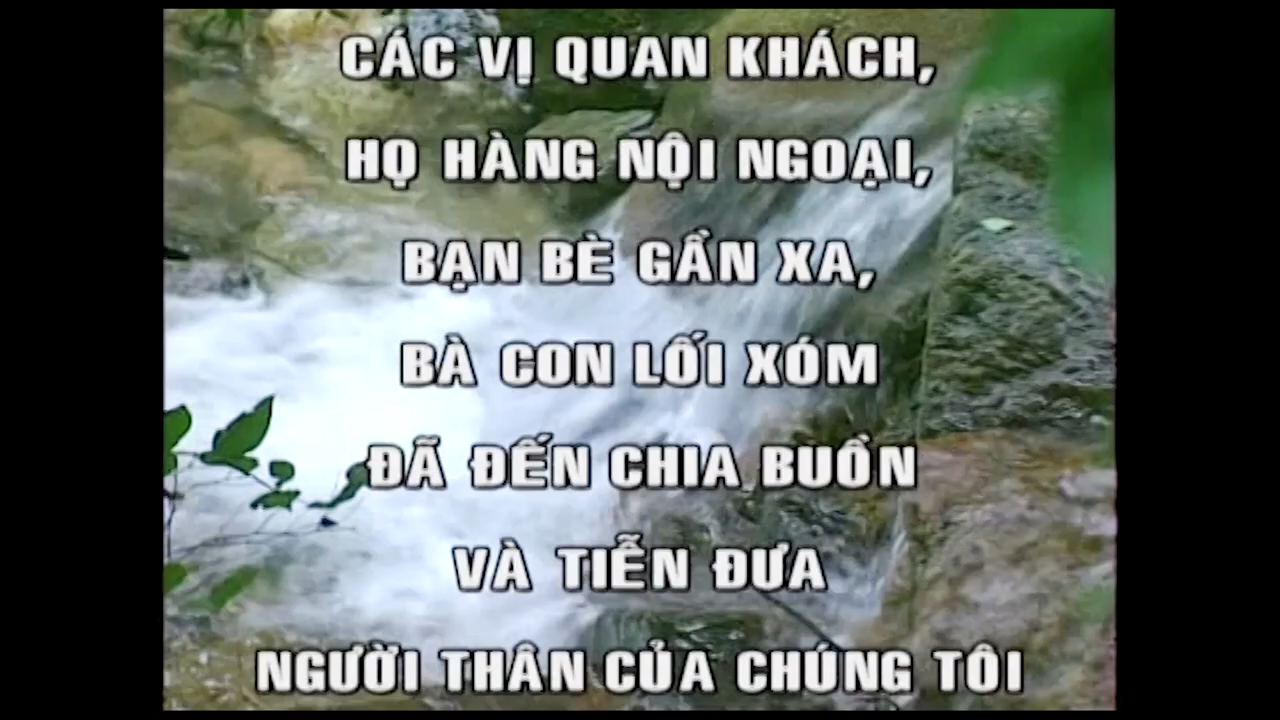 CÁC VỊ QUAN KHÁCH,
HỌ HÀNG NỘI NGOẠI,
BẠN BÈ GẦN XA,
BÀ CON LỐI XÓM
ĐÃ ĐẾN CHIA BUỒN
VÀ TIỄN ĐƯA
NGƯỜI THÂN CỦA CHÚNG TÔI